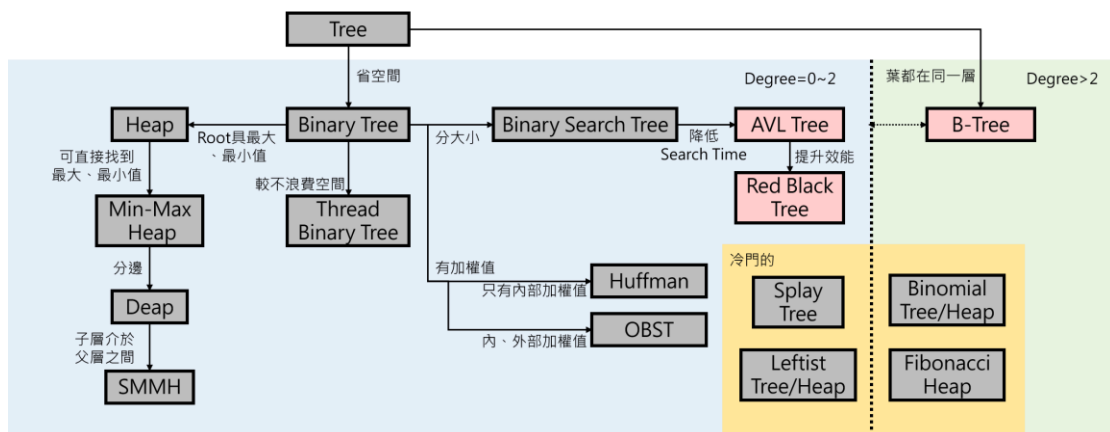 Tree
省空間
Degree=0~2
葉都在同一層
Degree>2
Heap
Root具最大
、最小值
Binary Tree
分大小
Binary Search Tree
降低
Search Time
AVL Tree
B-Tree
可直接找到
最大、最小值
較不浪費空間
提升效能
Min-Max
Heap
Thread
Binary Tree
Red Black
Tree
分邊
有加權值
只有內部加權值
Huffman
冷門的
Splay
Tree
Binomial
Tree/Heap
Deap
內、外部加權值
OBST
子層介於
父層之間
Leftist
Tree/Heap
Fibonacci
Heap
SMMH